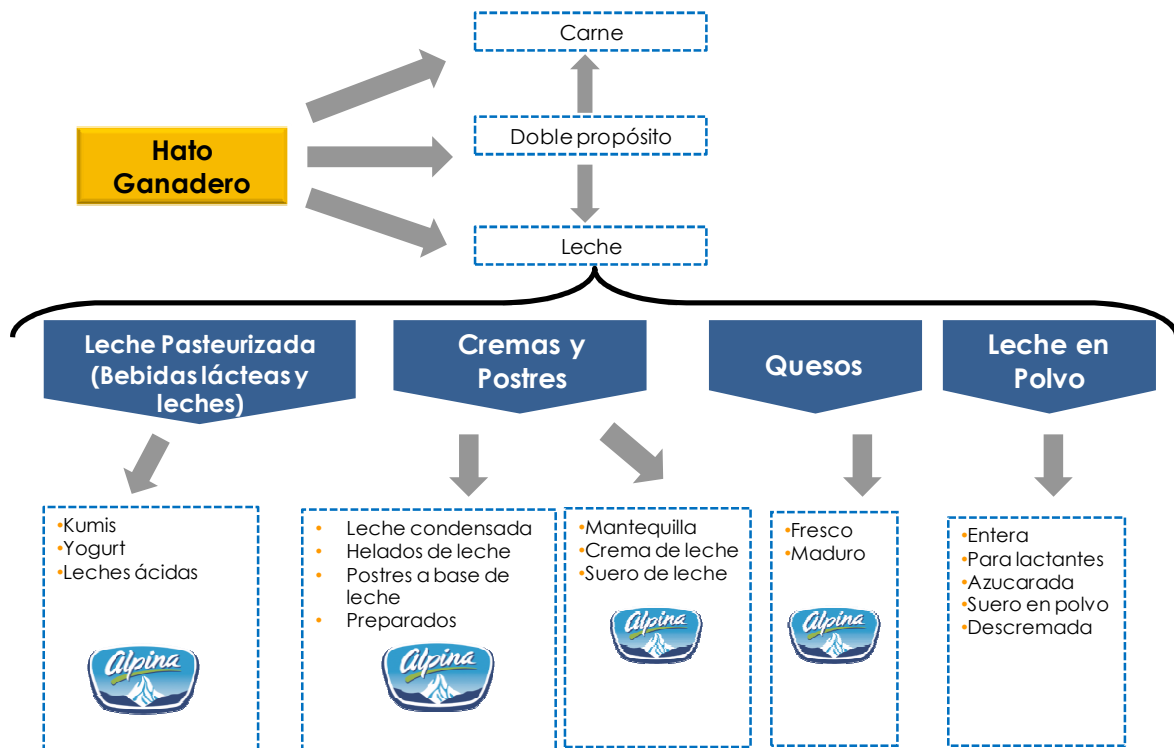 Carne
Hato
Ganadero
Doble propósito
Leche
Leche Pasteurizada
(Bebidas lácteas y
leches)
Cremas y
Postres
Quesos
Leche en
Polvo
•Kumis
•Yogurt
•Leches ácidas
alpina
• Leche condensada
• Helados de leche
• Postres a base de
leche
• Preparados
alpina
•Mantequilla
•Crema de leche
•Suero de leche
alpina
•Fresco
•Maduro
alpina
•Entera
•Para lactantes
•Azucarada
•Suero en polvo
•Descremada